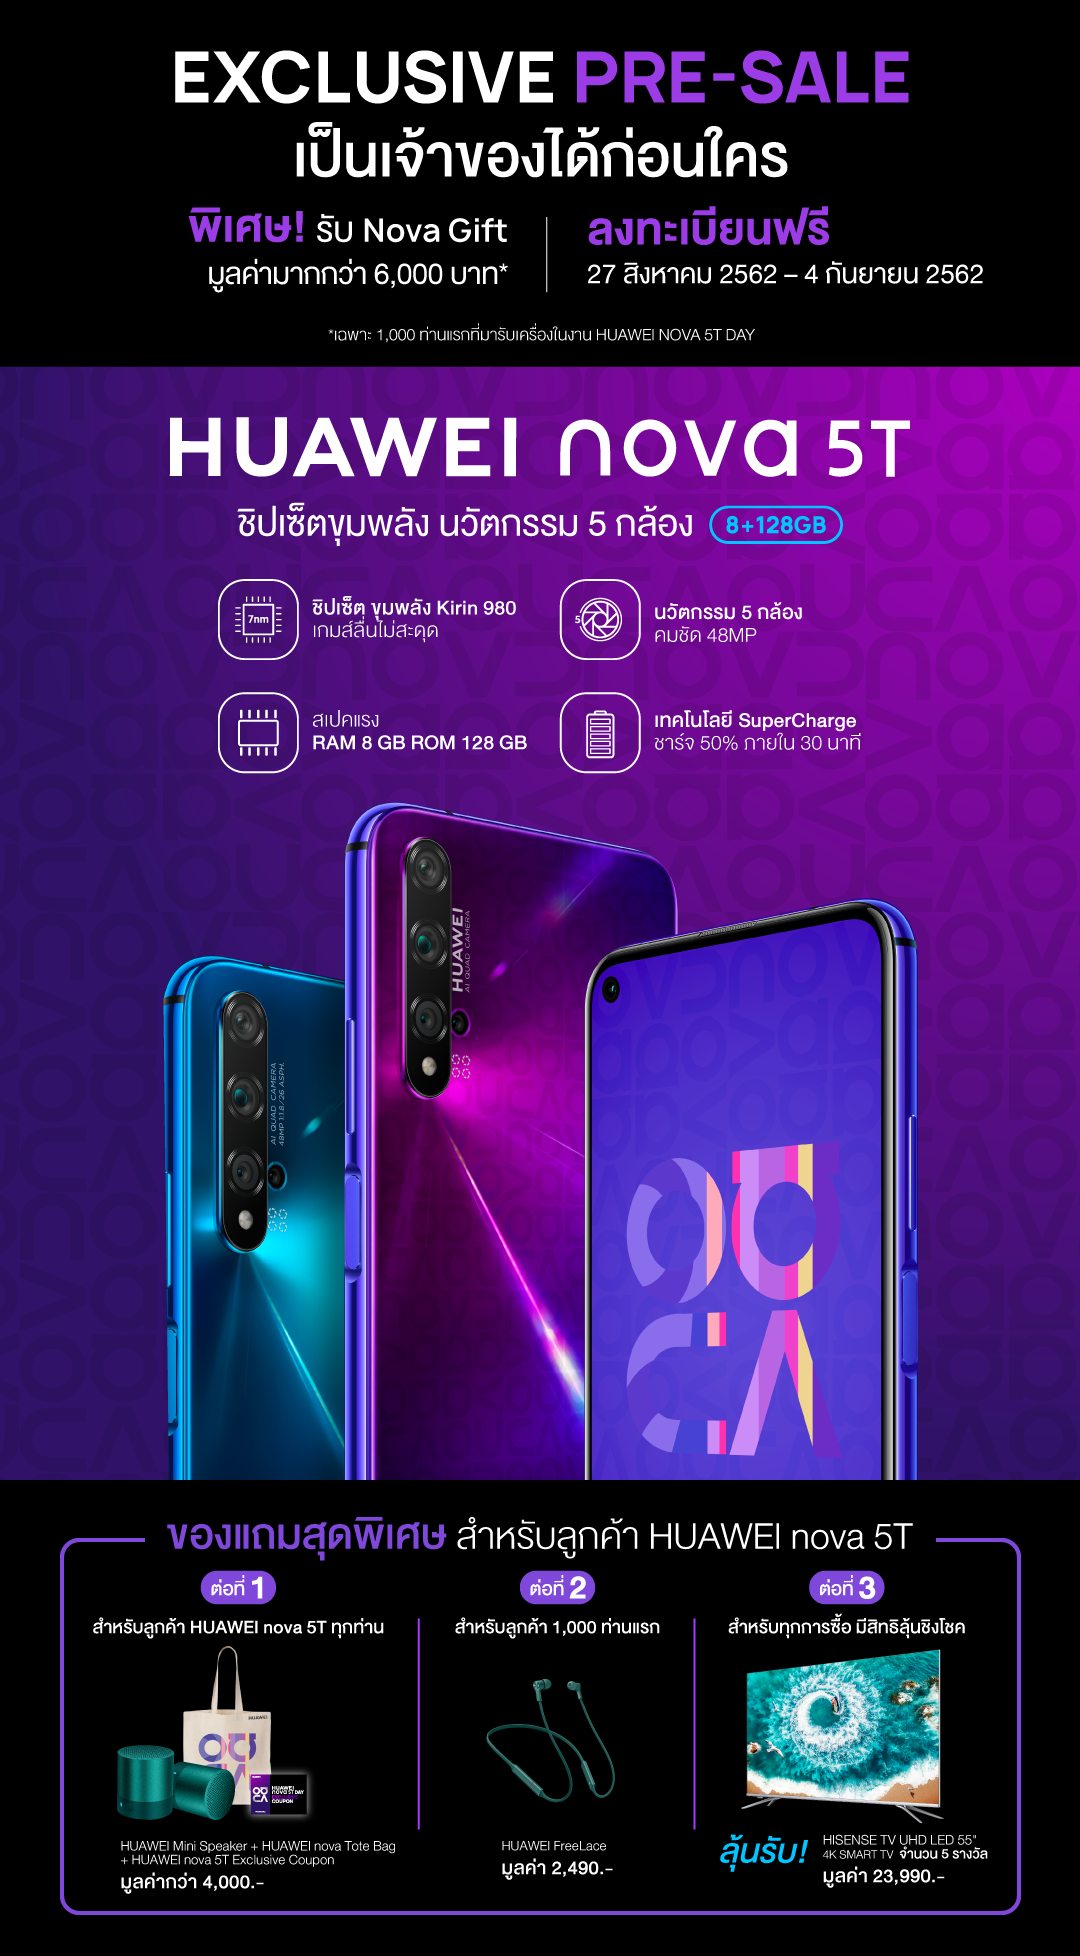 EXCLUSIVE PRE-SALE
เป็นเจ้าของได้ก่อนใคร
พิเศษ! รับ Nova Gift
มูลค่ามากกว่า 6,000 บาท*
ลงทะเบียนฟรี
27 สิงหาคม 2562 – 4 กันยายน 2562
*เฉพาะ 1,000 ท่านแรกที่มารับเครื่องในงาน HUAWEI NOVA 5T DAY
HUAWEI nova 5T
ชิปเซ็ตขุมพลัง นวัตกรรม 5 กล้อง 8+128GB
7nm
ชิปเซ็ต ขุมพลัง Kirin 980
เกมส์ลื่นไม่สะดุด
5
นวัตกรรม 5 กล้อง
คมชัด 48MP
สเปคแรง
RAM 8 GB ROM 128 GB
เทคโนโลยี SuperCharge
ชาร์จ 50% ภายใน 30 นาที
HUAWEI
AI QUAD CAMERA
AI QUAD CAMERA
48MP 1:1.8/26 ASPH.
nova
ของแถมสุดพิเศษ สำหรับลูกค้า HUAWEI nova 5T
ต่อที่ 1
สำหรับลูกค้า HUAWEI nova 5T ทุกท่าน
HUAWEI
HUAWEI
nova 5T DAY
COUPON
HUAWEI Mini Speaker + HUAWEI nova Tote Bag
+ HUAWEI nova 5T Exclusive Coupon
มูลค่ากว่า 4,000.-
ต่อที่ 2
สำหรับลูกค้า 1,000 ท่านแรก
HUAWEI FreeLace
มูลค่า 2,490.-
ต่อที่ 3
สำหรับทุกการซื้อ มีสิทธิลุ้นชิงโชค
ลุ้นรับ!
HISENSE TV UHD LED 55"
4K SMART TV จำนวน 5 รางวัล
มูลค่า 23,990.-